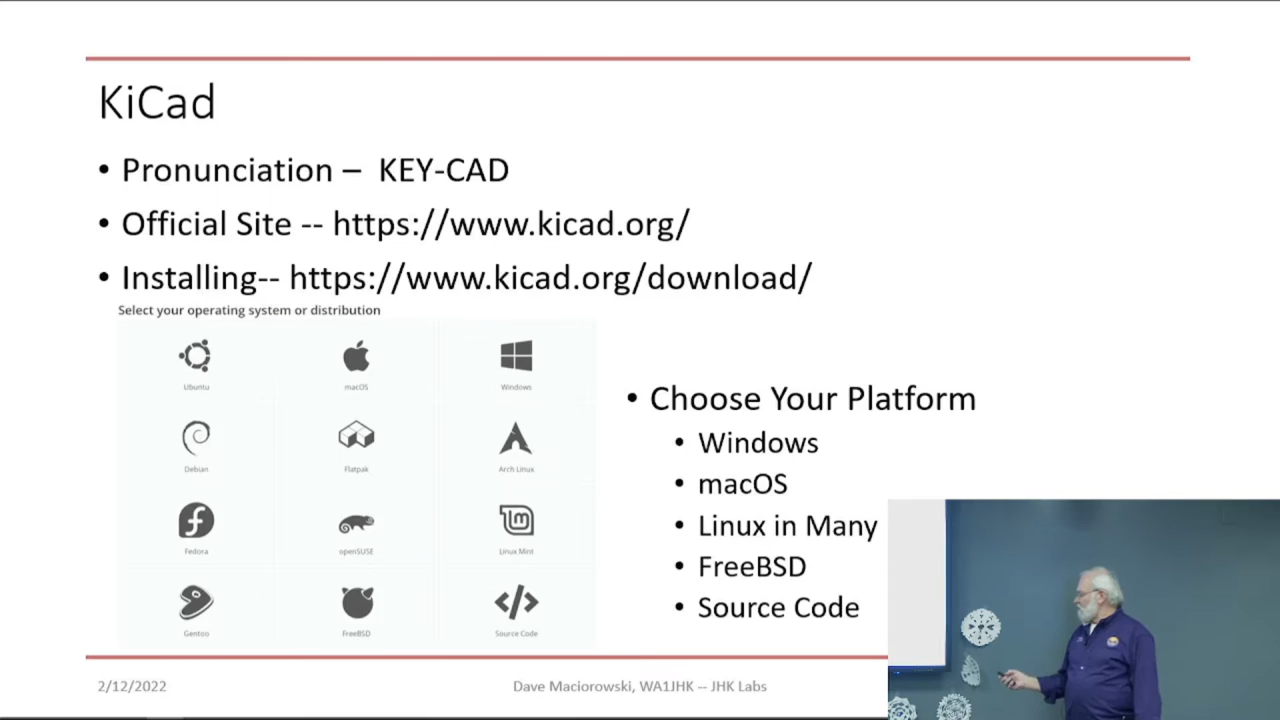 KiCad
• Pronunciation – KEY-CAD
• Official Site -- https://www.kicad.org/
• Installing-- https://www.kicad.org/download/
Select your operating system or distribution
Ubuntu
macOS
Windows
Debian
Flatpak
Arch Linux
Fedora
openSUSE
Linux Mint
Gentoo
FreeBSD
Source Code
• Choose Your Platform
• Windows
• macOS
• Linux in Many
• FreeBSD
• Source Code
2/12/2022
Dave Maciorowski, WA1JHK -- JHK Labs